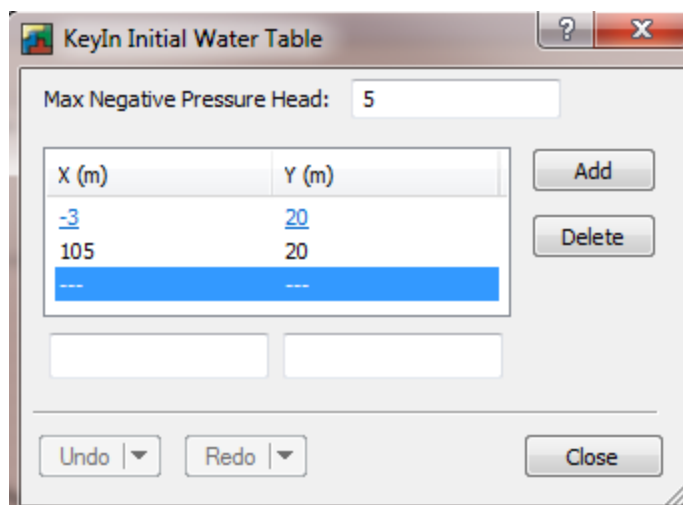 KeyIn Initial Water Table
? X
Max Negative Pressure Head: 5
X (m) Y (m)
-3 20
105 20
--- ---
Add
Delete
Undo Redo
Close